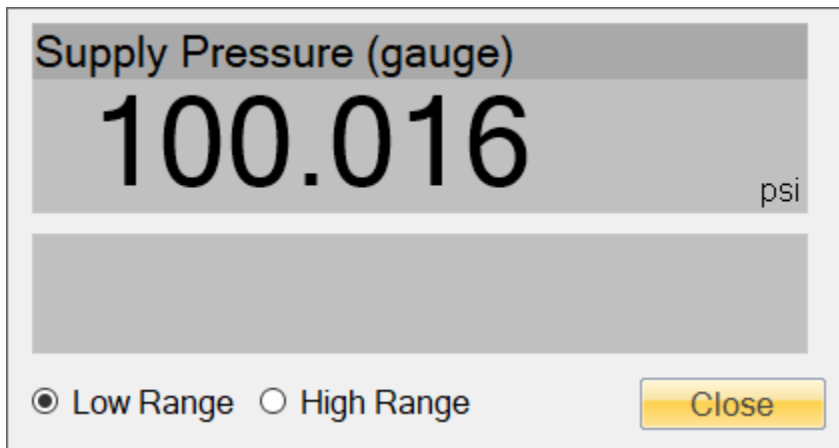 Supply Pressure (gauge)
100.016
psi
Low Range High Range Close